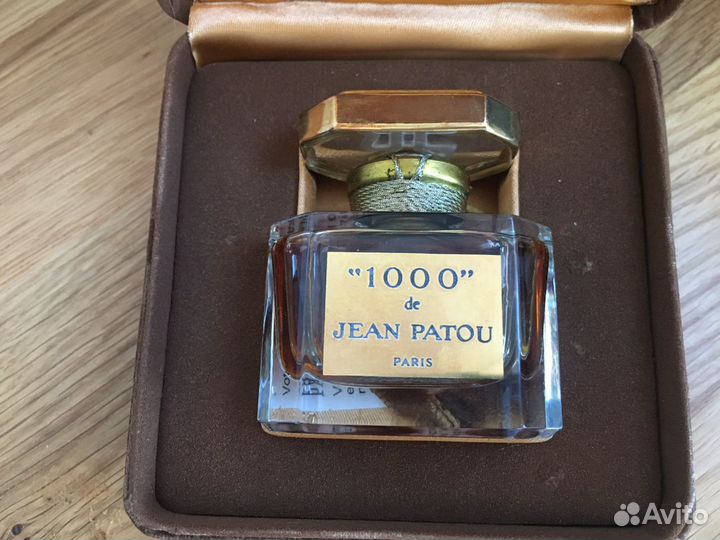 "1000"
de
JEAN PATOU
PARIS
Avito